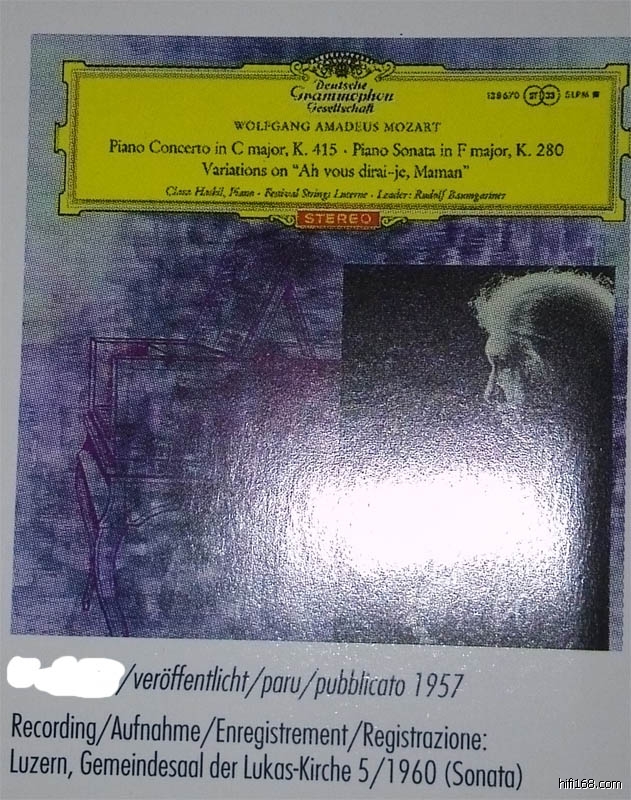 Deutsche
Grammophon
Gesellschaft
138670 ST 33 SLPM
WOLFGANG AMADEUS MOZART
Piano Concerto in C major, K. 415 · Piano Sonata in F major, K. 280
Variations on "Ah vous dirai-je, Maman"
Clara Haskil, Piano · Festival Strings Lucerne · Leader: Rudolf Baumgartner
STEREO
/veröffentlicht/paru/pubblicato 1957
Recording/Aufnahme/Enregistrement/Registrazione:
Luzern, Gemeindesaal der Lukas-Kirche 5/1960 (Sonata)
hifi168.com